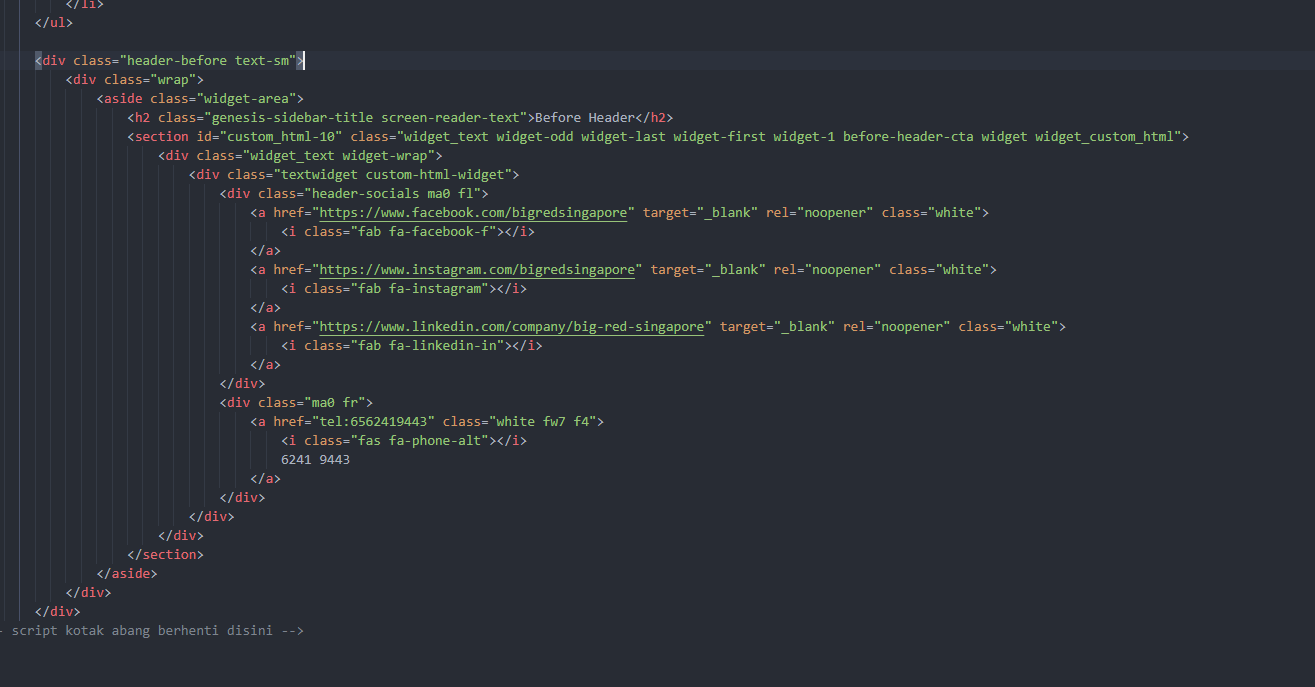 </li>
</ul>
<div class="header-before text-sm">
<div class="wrap">
<aside class="widget-area">
<h2 class="genesis-sidebar-title screen-reader-text">Before Header</h2>
<section id="custom_html-10" class="widget_text widget-odd widget-last widget-first widget-1 before-header-cta widget widget_custom_html">
<div class="widget_text widget-wrap">
<div class="textwidget custom-html-widget">
<div class="header-socials ma0 fl">
<a href="https://www.facebook.com/bigredsingapore" target="_blank" rel="noopener" class="white">
<i class="fab fa-facebook-f"></i>
</a>
<a href="https://www.instagram.com/bigredsingapore" target="_blank" rel="noopener" class="white">
<i class="fab fa-instagram"></i>
</a>
<a href="https://www.linkedin.com/company/big-red-singapore" target="_blank" rel="noopener" class="white">
<i class="fab fa-linkedin-in"></i>
</a>
</div>
<div class="ma0 fr">
<a href="tel:6562419443" class="white fw7 f4">
<i class="fas fa-phone-alt"></i>
6241 9443
</a>
</div>
</div>
</div>
</section>
</aside>
</div>
</div>
- script kotak abang berhenti disini -->